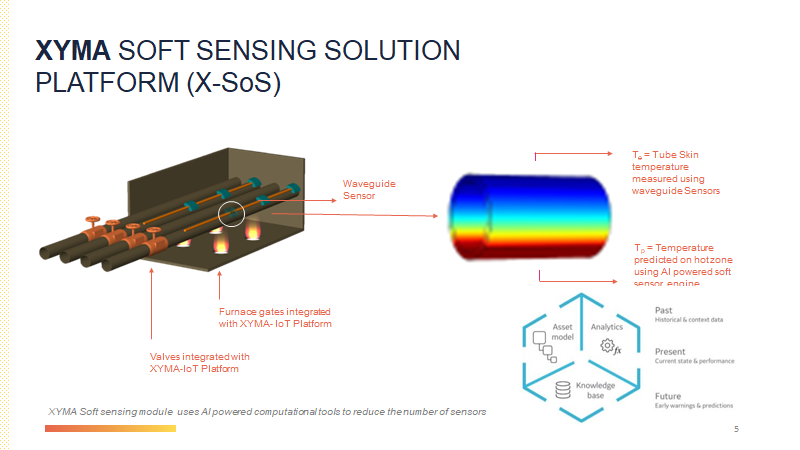 XYMA SOFT SENSING SOLUTION
PLATFORM (X-SoS)
Waveguide
Sensor
Te = Tube Skin
temperature
measured using
waveguide Sensors
Tp = Temperature
predicted on hotzone
using AI powered soft
sensor engine
Furnace gates integrated
with XYMA- IoT Platform
Valves integrated with
XYMA-IoT Platform
Asset
model
Analytics
fx
Knowledge
base
Past
Historical & context data
Present
Current state & performance
Future
Early warnings & predictions
XYMA Soft sensing module uses AI powered computational tools to reduce the number of sensors
5